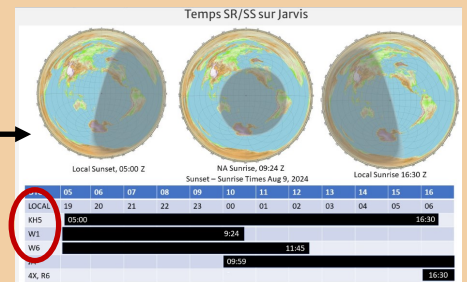 Temps SR/SS sur Jarvis
Local Sunset, 05:00 Z
NA Sunrise, 09:24 Z
Local Sunrise 16:30 Z
Sunset – Sunrise Times Aug 9, 2024
05 06 07 08 09 10 11 12 13 14 15 16
LOCAL 19 20 21 22 23 00 01 02 03 04 05 06
KH5 05:00 16:30
W1 9:24
W6 11:45
09:59
4X, R6 16:30